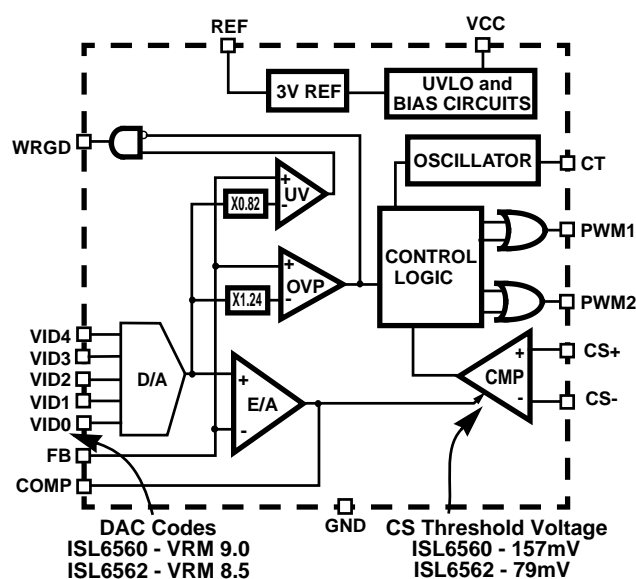 REF
VCC
3V REF
UVLO and
BIAS CIRCUITS
WRGD
OSCILLATOR
CT
+
UV
-
X0.82
CONTROL
LOGIC
PWM1
+
OVP
-
X1.24
PWM2
VID4
VID3
VID2
VID1
VID0
D/A
+
E/A
-
+
CMP
-
CS+
CS-
FB
COMP
GND
DAC Codes
ISL6560 - VRM 9.0
ISL6562 - VRM 8.5
CS Threshold Voltage
ISL6560 - 157mV
ISL6562 - 79mV